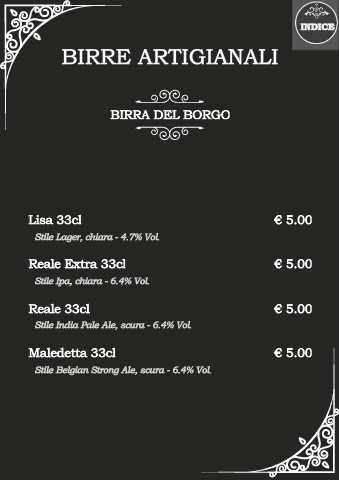 INDICE
BIRRE ARTIGIANALI
BIRRA DEL BORGO
Lisa 33cl € 5.00
Stile Lager, chiara - 4.7% Vol.
Reale Extra 33cl € 5.00
Stile Ipa, chiara - 6.4% Vol.
Reale 33cl € 5.00
Stile India Pale Ale, scura - 6.4% Vol.
Maledetta 33cl € 5.00
Stile Belgian Strong Ale, scura - 6.4% Vol.